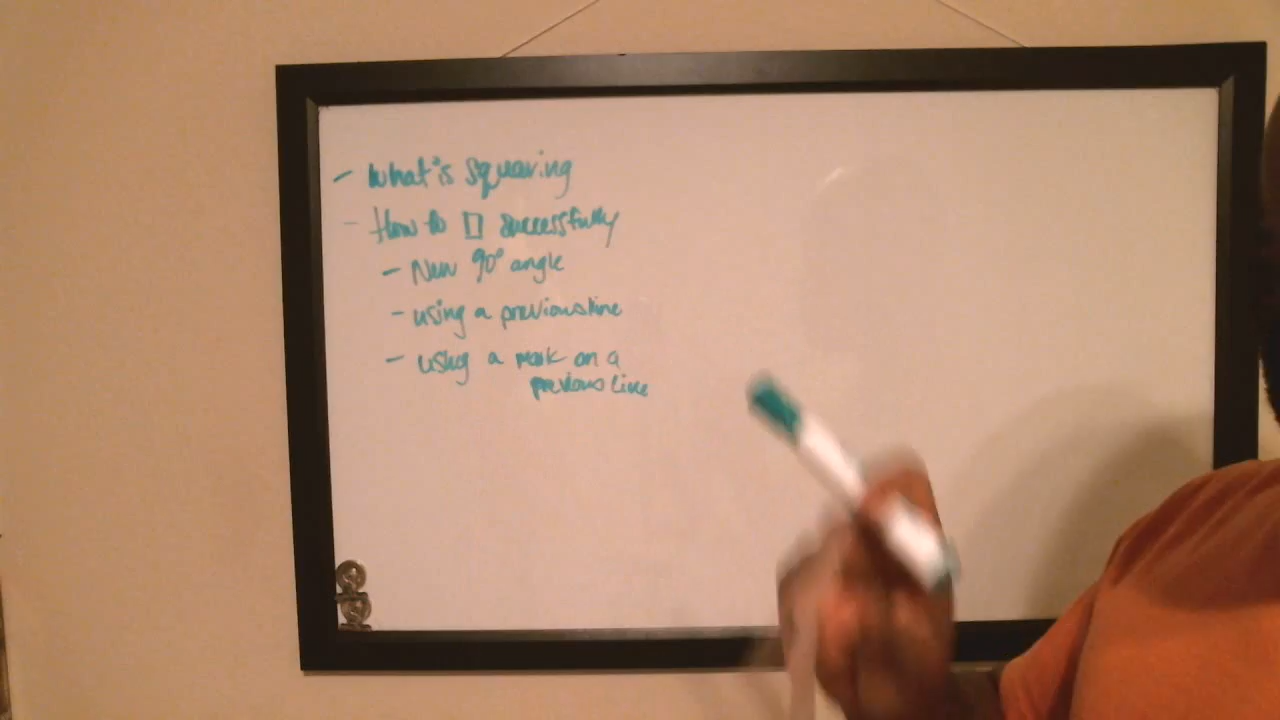 - What's Squaring
- How to □ successfully
- New 90° angle
- using a previous line
- using a mark on a
previous line